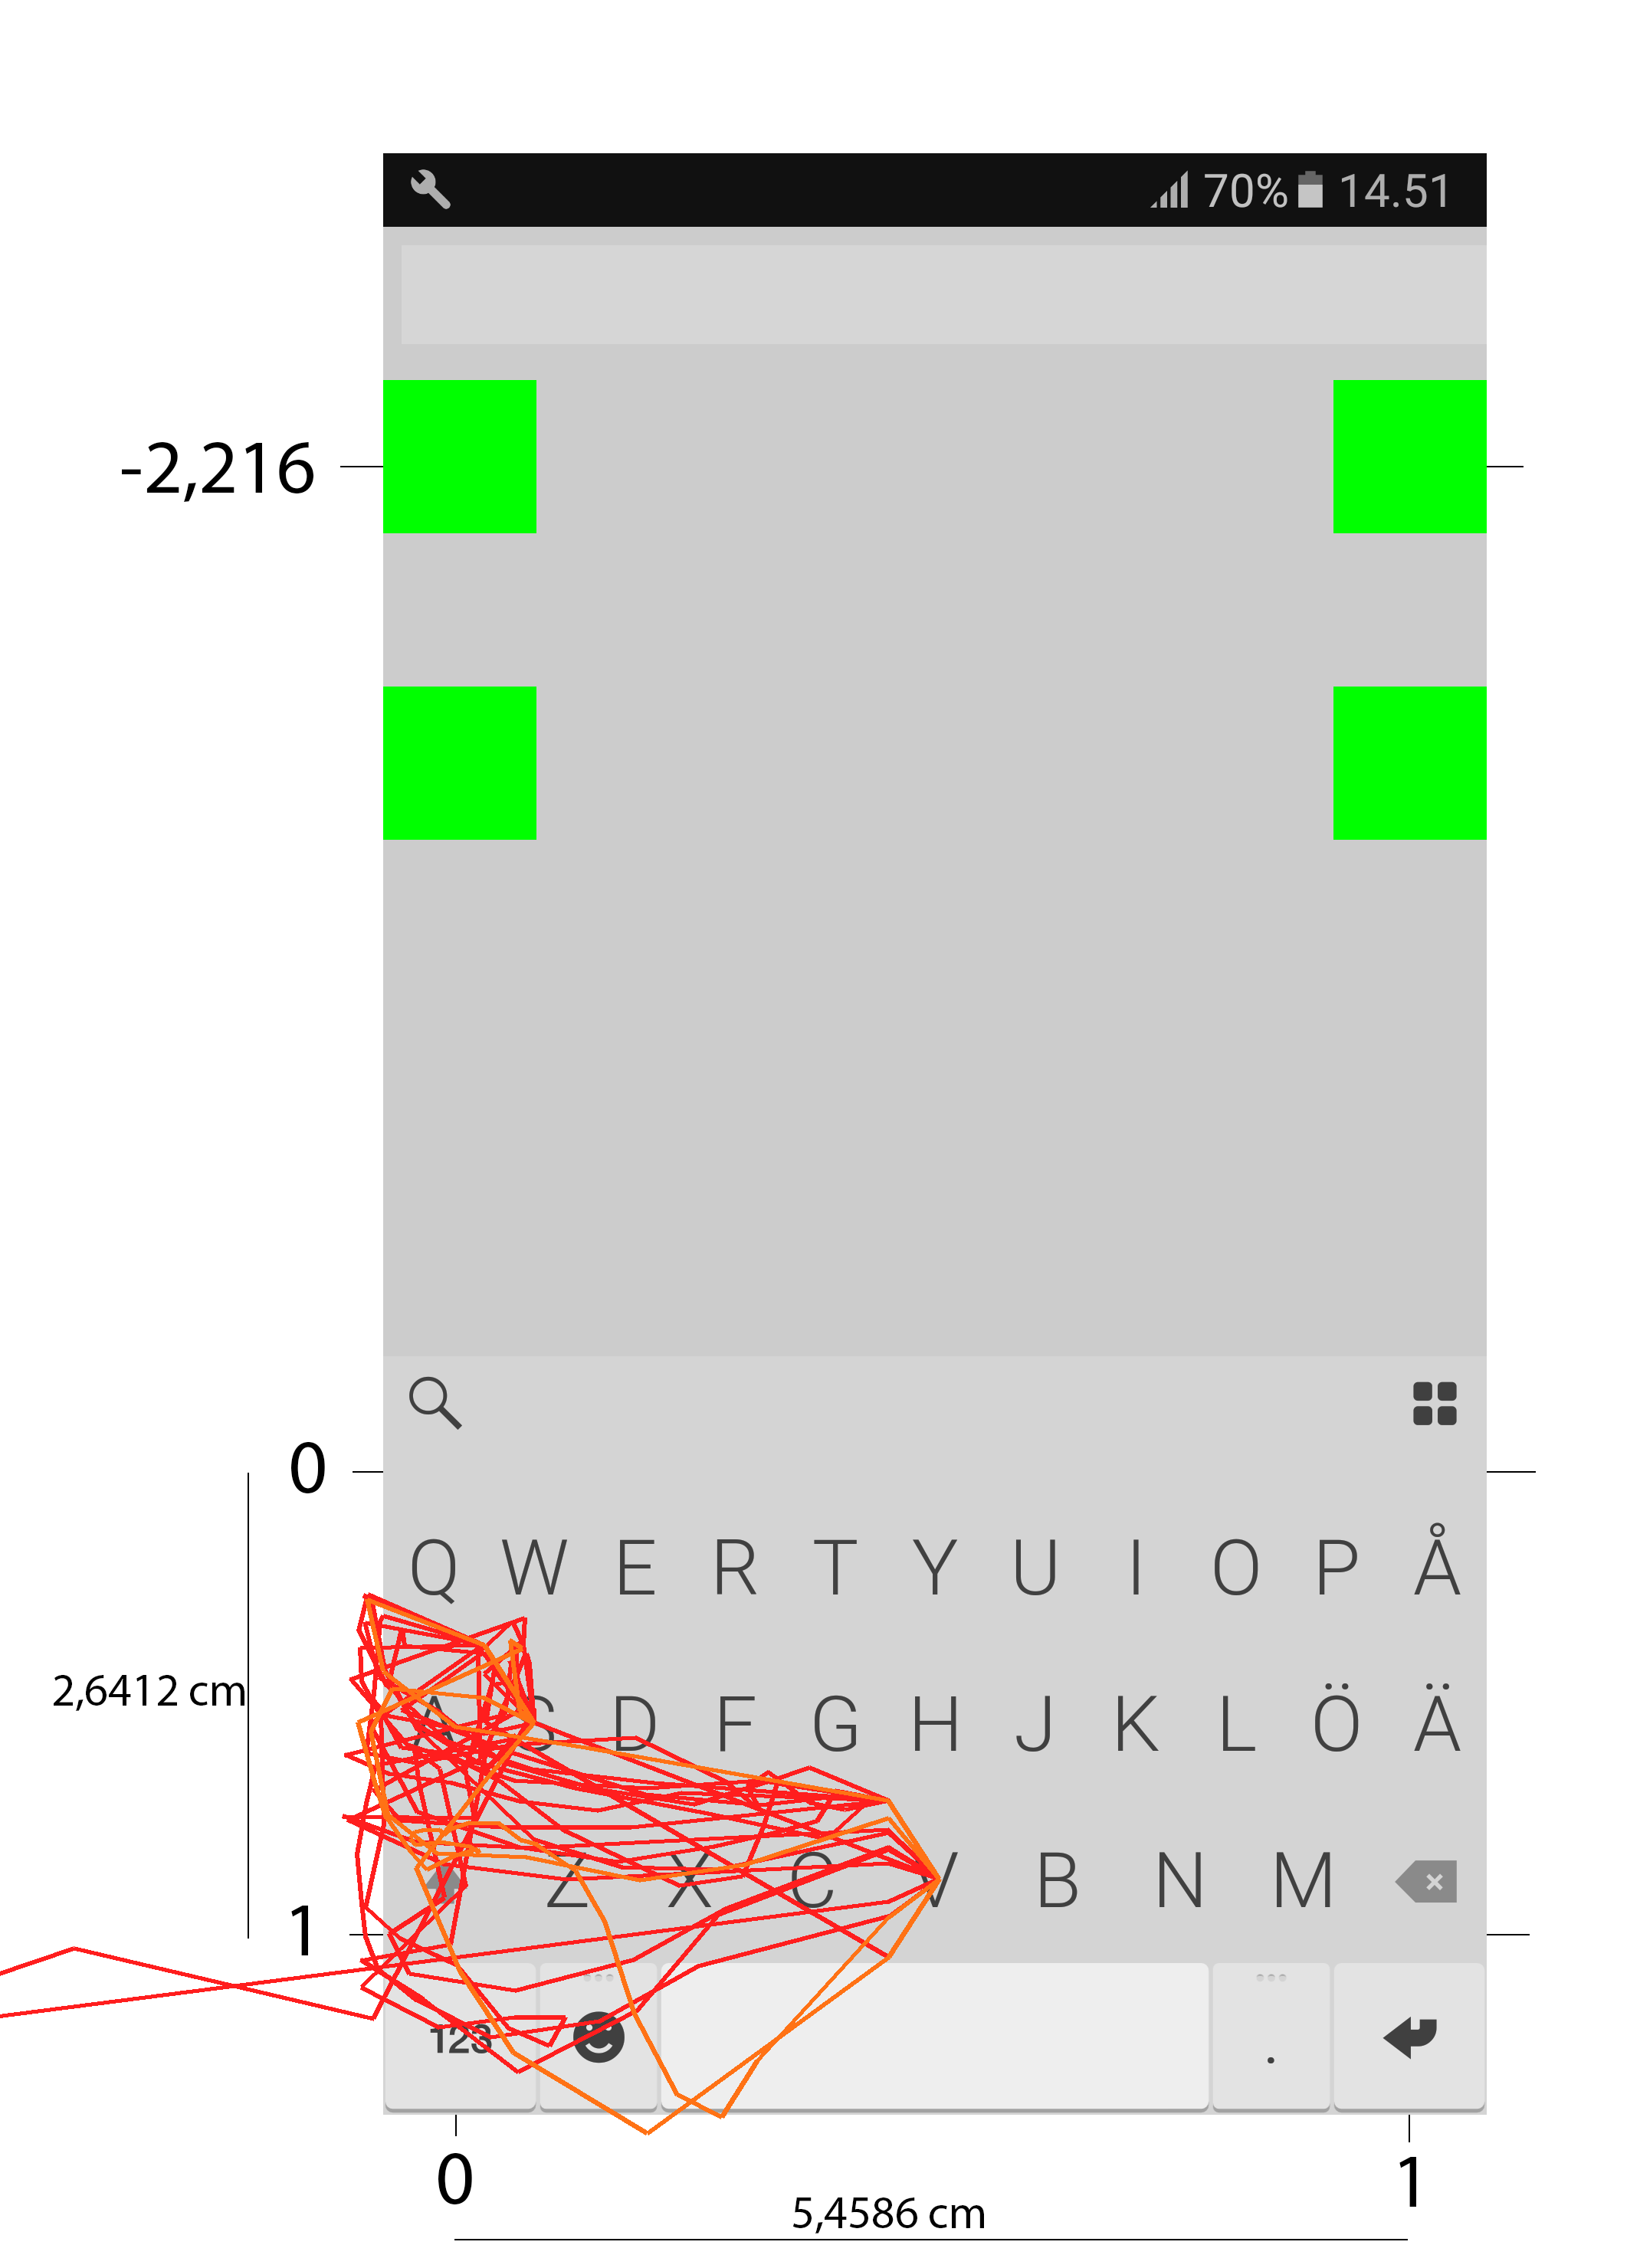 70% 14.51
-2,216
0
Q W E R T Y U I O P Å
2,6412 cm
A S D F G H J K L Ö Ä
Z X C V B N M
1
123 .
0 1
5,4586 cm